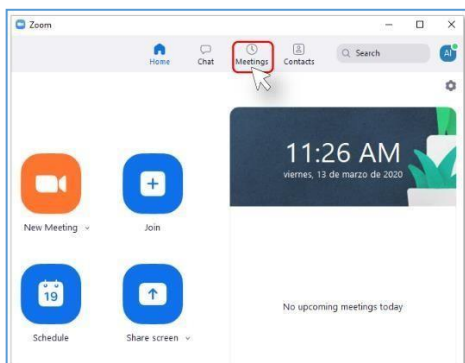 Zoom
Home Chat Meetings Contacts Search AI
11:26 AM
viernes, 13 de marzo de 2020
New Meeting Join
19
Schedule Share screen
No upcoming meetings today